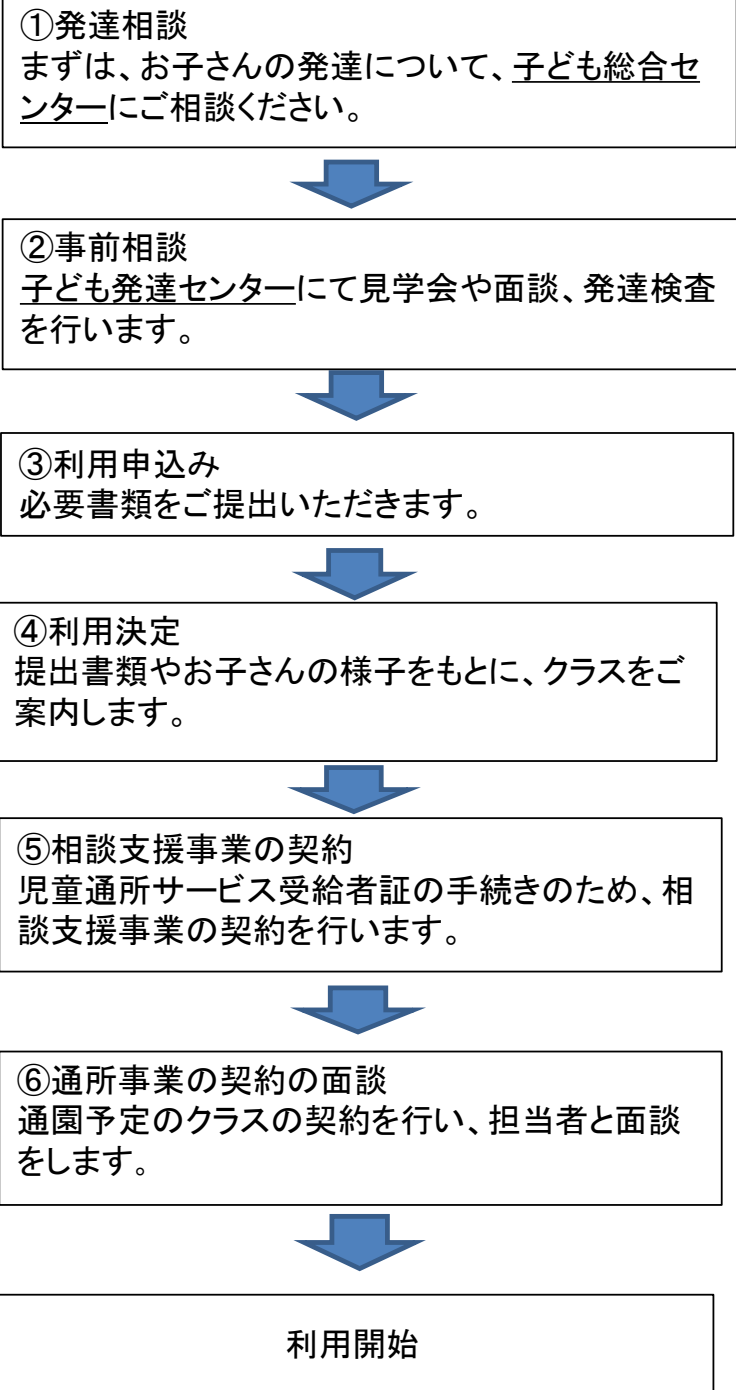 ①発達相談
まずは、お子さんの発達について、子ども総合セ
ンターにご相談ください。
②事前相談
子ども発達センターにて見学会や面談、発達検査
を行います。
③利用申込み
必要書類をご提出いただきます。
④利用決定
提出書類やお子さんの様子をもとに、クラスをご
案内します。
⑤相談支援事業の契約
児童通所サービス受給者証の手続きのため、相
談支援事業の契約を行います。
⑥通所事業の契約の面談
通園予定のクラスの契約を行い、担当者と面談
をします。
利用開始